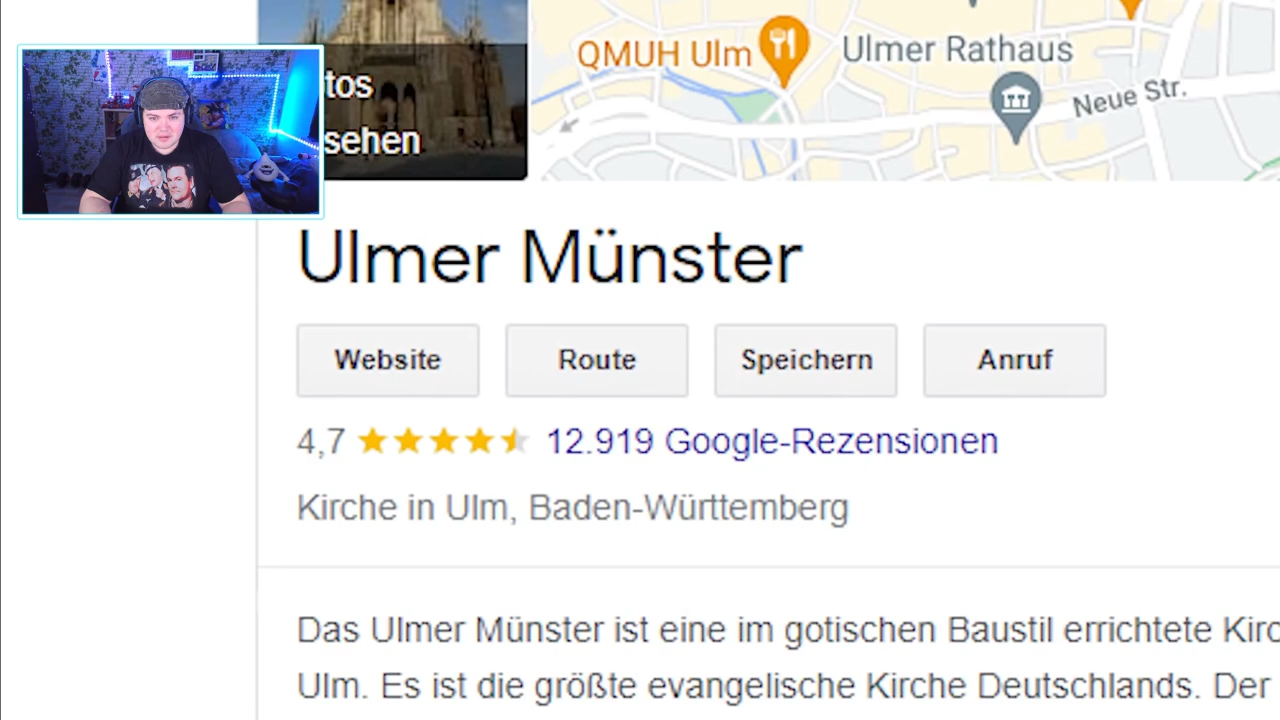 QMUH Ulm
Ulmer Rathaus
Neue Str.
tos
sehen
Ulmer Münster
Website
Route
Speichern
Anruf
4,7
12.919 Google-Rezensionen
Kirche in Ulm, Baden-Württemberg
Das Ulmer Münster ist eine im gotischen Baustil errichtete Kirc
Ulm. Es ist die größte evangelische Kirche Deutschlands. Der